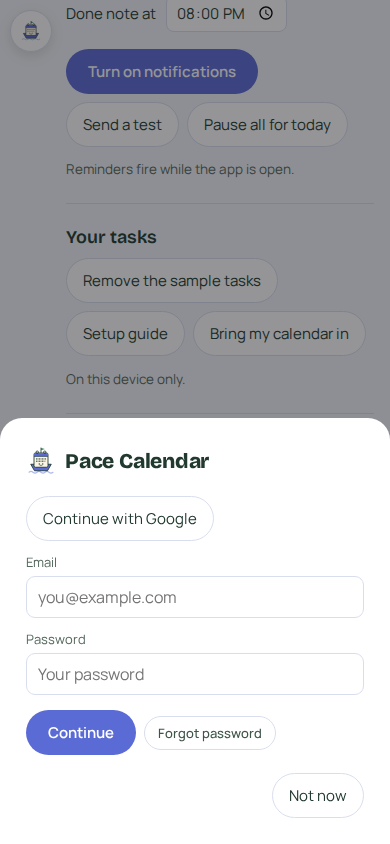 Done note at 08:00 PM
Turn on notifications
Send a test Pause all for today
Reminders fire while the app is open.
Your tasks
Remove the sample tasks
Setup guide Bring my calendar in
On this device only.
Pace Calendar
Continue with Google
Email
you@example.com
Password
Your password
Continue Forgot password
Not now